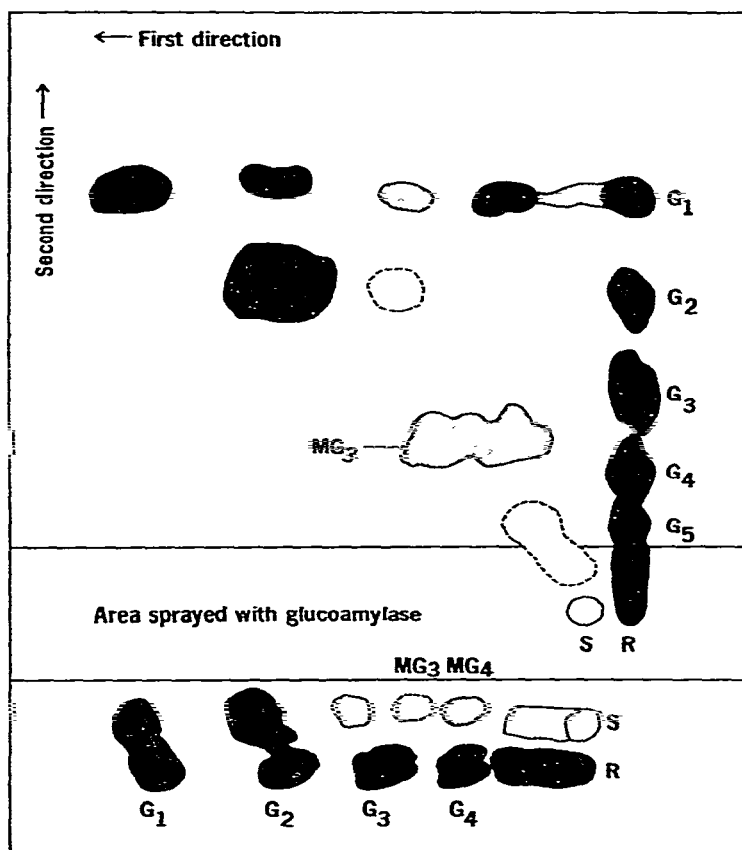 ← First direction
Second direction →
G₁
G₂
G₃
MG₃
G₄
G₅
Area sprayed with glucoamylase
S R
MG₃ MG₄
S
R
G₁ G₂ G₃ G₄